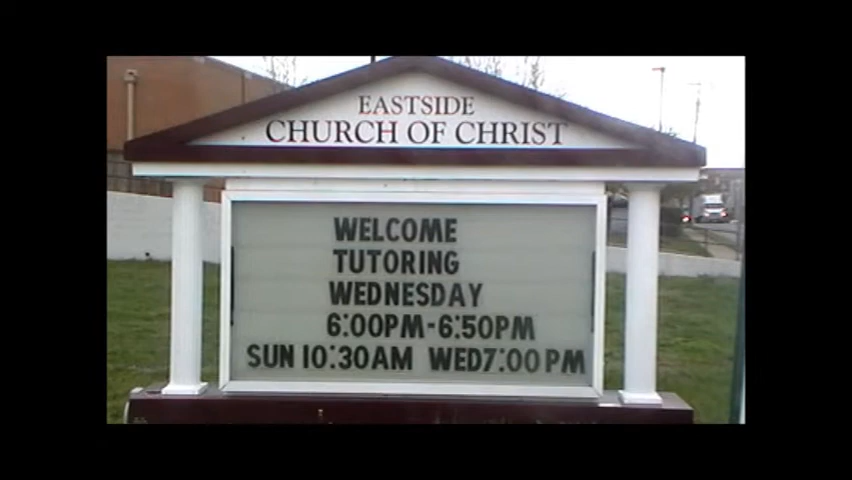 EASTSIDE
CHURCH OF CHRIST
WELCOME
TUTORING
WEDNESDAY
6:00PM-6:50PM
SUN 10:30AM WED7:00PM